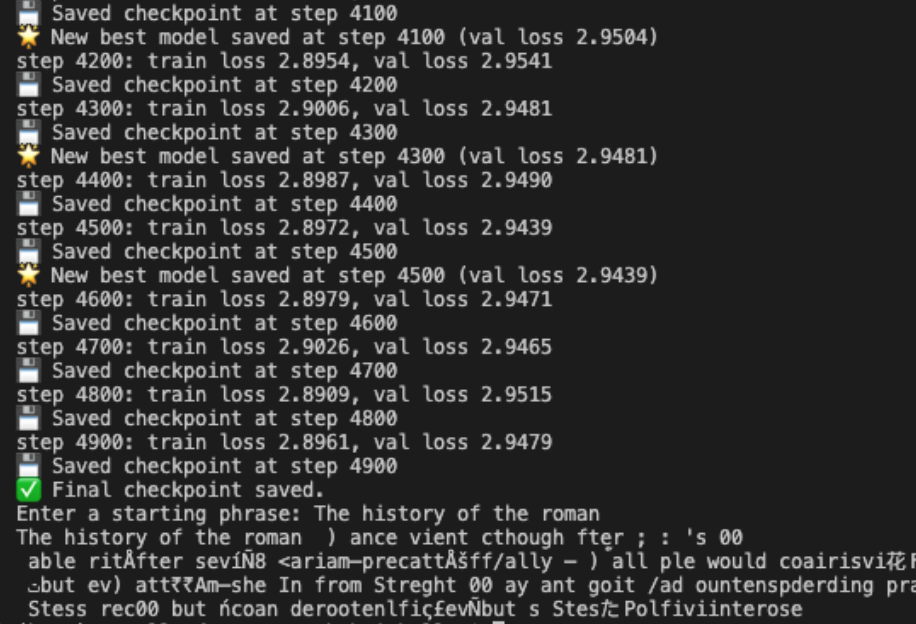 💾 Saved checkpoint at step 4100
🌟 New best model saved at step 4100 (val loss 2.9504)
step 4200: train loss 2.8954, val loss 2.9541
💾 Saved checkpoint at step 4200
step 4300: train loss 2.9006, val loss 2.9481
💾 Saved checkpoint at step 4300
🌟 New best model saved at step 4300 (val loss 2.9481)
step 4400: train loss 2.8987, val loss 2.9490
💾 Saved checkpoint at step 4400
step 4500: train loss 2.8972, val loss 2.9439
💾 Saved checkpoint at step 4500
🌟 New best model saved at step 4500 (val loss 2.9439)
step 4600: train loss 2.8979, val loss 2.9471
💾 Saved checkpoint at step 4600
step 4700: train loss 2.9026, val loss 2.9465
💾 Saved checkpoint at step 4700
step 4800: train loss 2.8909, val loss 2.9515
💾 Saved checkpoint at step 4800
step 4900: train loss 2.8961, val loss 2.9479
💾 Saved checkpoint at step 4900
✅ Final checkpoint saved.
Enter a starting phrase: The history of the roman
The history of the roman  ) ance vient cthough fter ; : 's 00
able ritÅfter sevíÑ8 <ariam—precattÅšff/ally – ) all ple would coairisvi花
but ev) att₹₹Am—she In from Streght 00 ay ant goit /ad ountenspderding pra
Stess rec00 but ńcoan derootenlfiç£evÑbut s Stesた Polfiviinterose